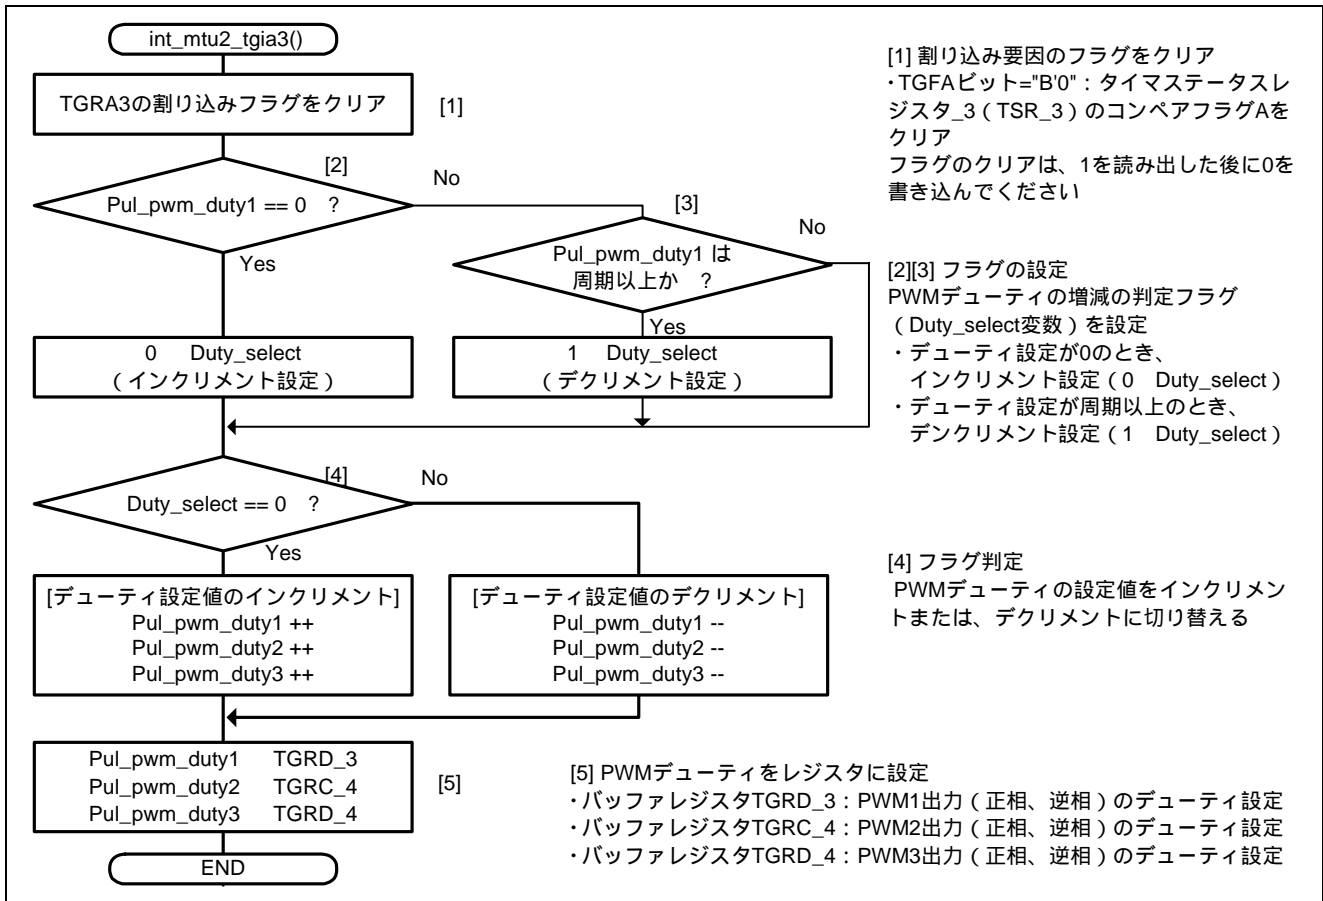 int_mtu2_tgia3()
TGRA3の割り込みフラグをクリア
[1]
[2]
Pul_pwm_duty1 == 0　?
No
Yes
[3]
Pul_pwm_duty1 は
周期以上か　?
No
Yes
0　Duty_select
（インクリメント設定）
1　Duty_select
（デクリメント設定）
[4]
Duty_select == 0　?
No
Yes
[デューティ設定値のインクリメント]
Pul_pwm_duty1 ++
Pul_pwm_duty2 ++
Pul_pwm_duty3 ++
[デューティ設定値のデクリメント]
Pul_pwm_duty1 --
Pul_pwm_duty2 --
Pul_pwm_duty3 --
Pul_pwm_duty1　TGRD_3
Pul_pwm_duty2　TGRC_4
Pul_pwm_duty3　TGRD_4
[5]
END
[1] 割り込み要因のフラグをクリア
・TGFAビット="B'0"：タイマステータスレ
ジスタ_3（TSR_3）のコンペアフラグAを
クリア
フラグのクリアは、1を読み出した後に0を
書き込んでください
[2][3] フラグの設定
PWMデューティの増減の判定フラグ
（Duty_select変数）を設定
・デューティ設定が0のとき、
インクリメント設定（0　Duty_select）
・デューティ設定が周期以上のとき、
デンクリメント設定（1　Duty_select）
[4] フラグ判定
PWMデューティの設定値をインクリメン
トまたは、デクリメントに切り替える
[5] PWMデューティをレジスタに設定
・バッファレジスタTGRD_3：PWM1出力（正相、逆相）のデューティ設定
・バッファレジスタTGRC_4：PWM2出力（正相、逆相）のデューティ設定
・バッファレジスタTGRD_4：PWM3出力（正相、逆相）のデューティ設定